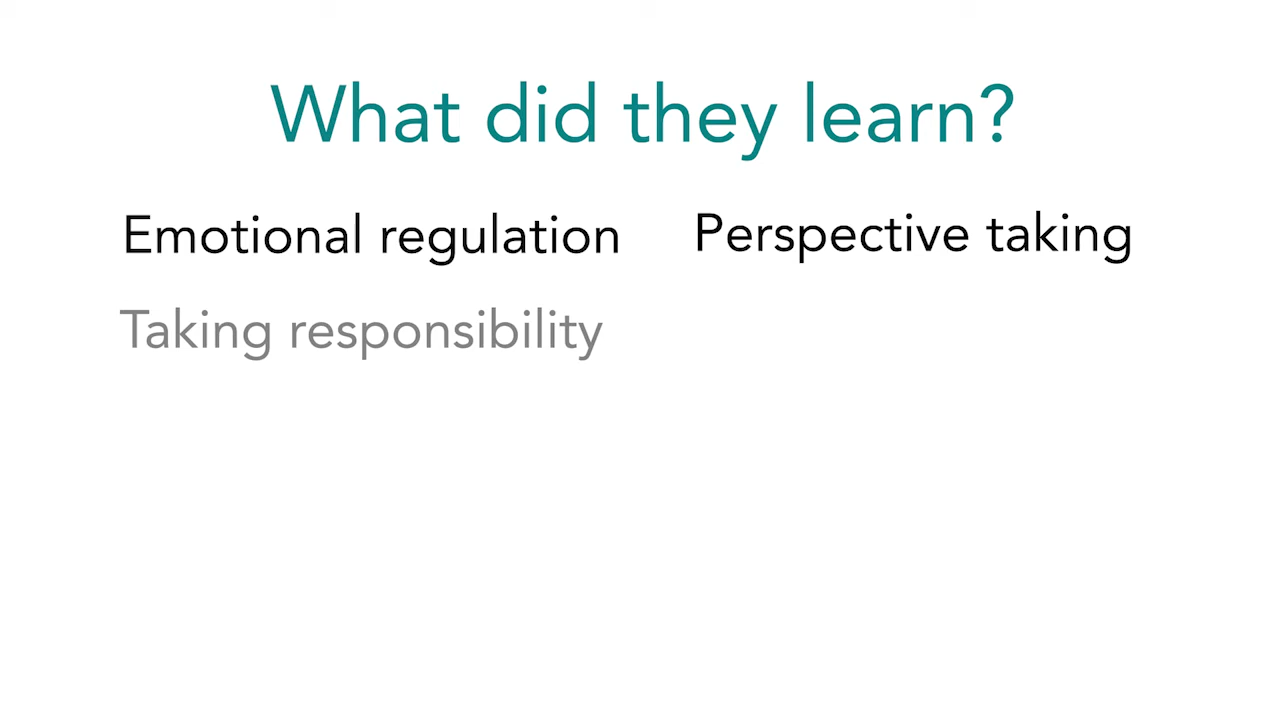 What did they learn?
Emotional regulation
Perspective taking
Taking responsibility